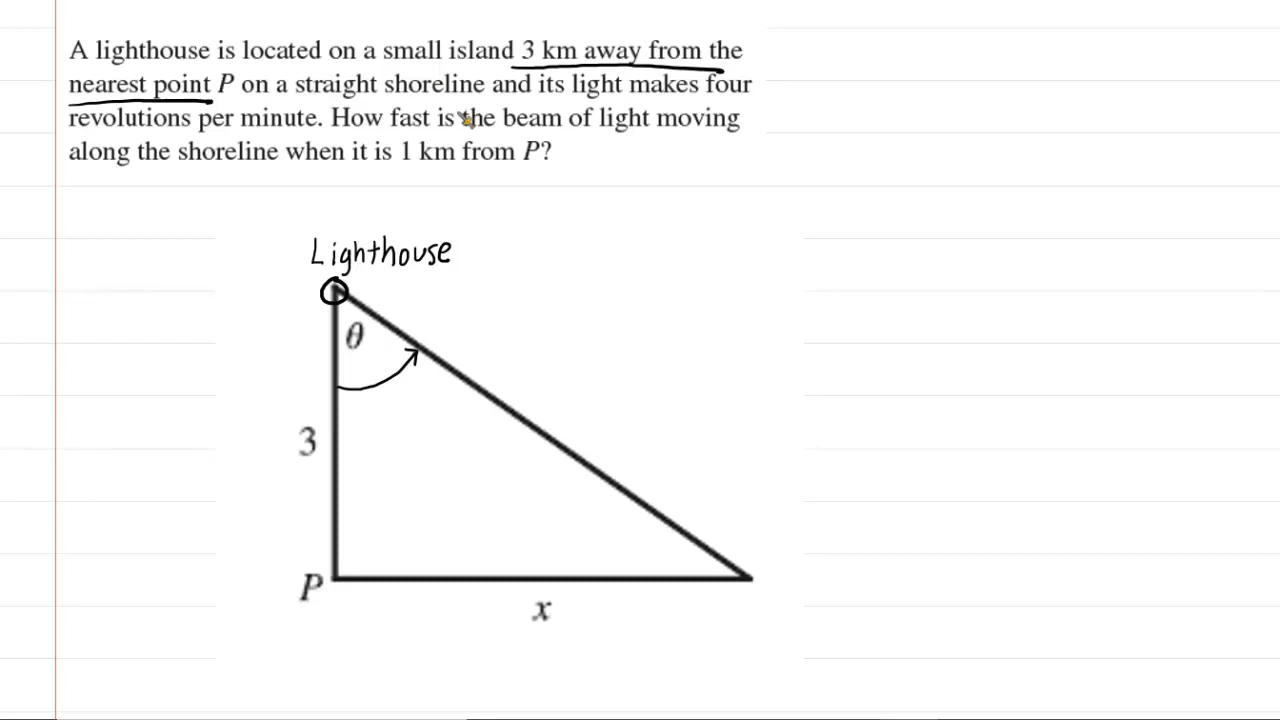 A lighthouse is located on a small island 3 km away from the
nearest point P on a straight shoreline and its light makes four
revolutions per minute. How fast is the beam of light moving
along the shoreline when it is 1 km from P?
Lighthouse
θ
3
P
x